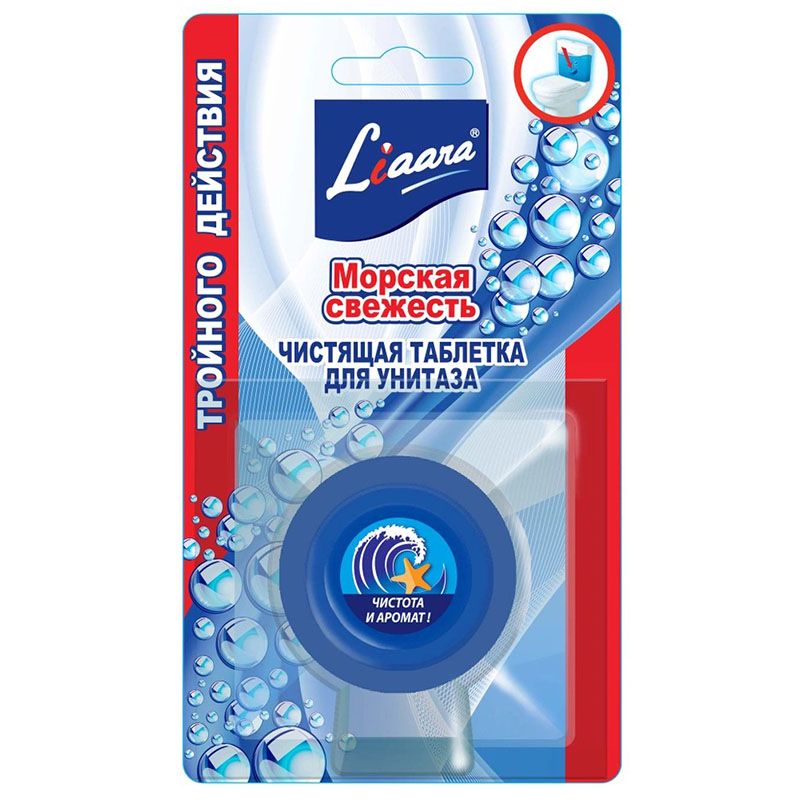 ТРОЙНОГО ДЕЙСТВИЯ
Liaara®
Морская
свежесть
ЧИСТЯЩАЯ ТАБЛЕТКА
ДЛЯ УНИТАЗА
ЧИСТОТА
И АРОМАТ!